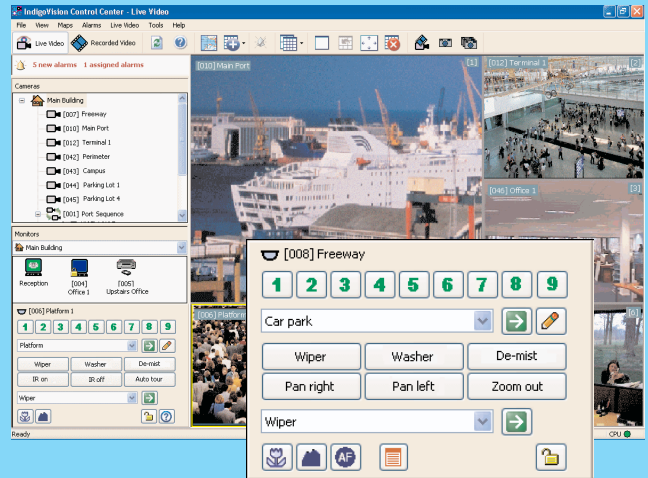 IndigoVision Control Center - Live Video
File View Maps Alarms Live Video Tools Help
Live Video Recorded Video
5 new alarms 1 assigned alarms
Cameras
Main Building
[007] Freeway
[010] Main Port
[012] Terminal 1
[042] Perimeter
[043] Campus
[044] Parking Lot 1
[045] Parking Lot 4
[001] Port Sequence
Monitors
Main Building
Reception
[004] Office 1
[005] Upstairs Office
[006] Platform 1
1 2 3 4 5 6 7 8 9
Platform
Wiper Washer De-mist
IR on IR off Auto tour
Wiper
Ready
[010] Main Port [1]
[012] Terminal 1 [2]
[046] Office 1 [3]
[006] Platform
[6]
[008] Freeway
1 2 3 4 5 6 7 8 9
Car park
Wiper Washer De-mist
Pan right Pan left Zoom out
Wiper
AF
CPU